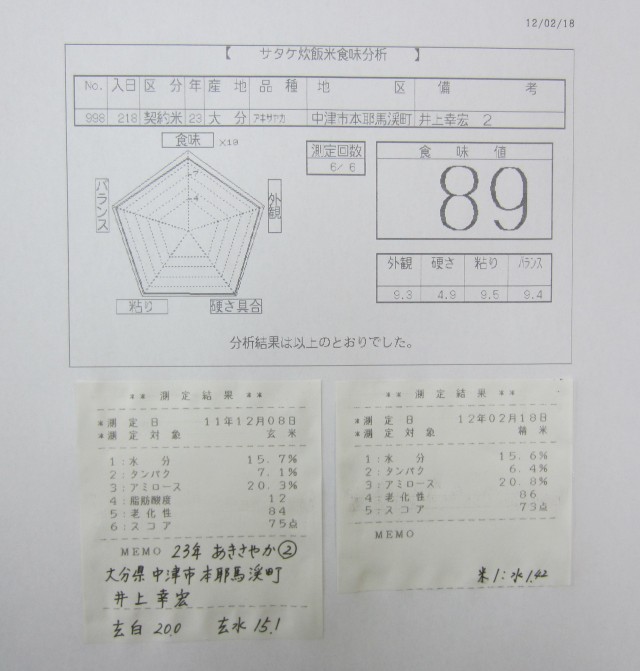 12/02/18
【 サタケ炊飯米食味分析 】
No. 入日 区分 年 産地 品種 地区 備考
998 218 契約米 23 大分 アキサヤカ 中津市本耶馬渓町 井上幸宏 2
食味 ×10
バランス
外観
粘り
硬さ具合
測定回数
6/ 6
食味値
89
外観 硬さ 粘り バランス
9.3 4.9 9.5 9.4
分析結果は以上のとおりでした。
** 測定結果 **
*測定日 11年12月08日
*測定対象 玄米
1:水分 15.7%
2:タンパク 7.1%
3:アミロース 20.3%
4:脂肪酸度 12
5:老化性 84
6:スコア 75点
MEMO 23年 あきさやか②
大分県中津市本耶馬渓町
井上幸宏
玄白 20.0 玄水 15.1
** 測定結果 **
*測定日 12年02月18日
*測定対象 精米
1:水分 15.6%
2:タンパク 6.4%
3:アミロース 20.8%
4:老化性 86
5:スコア 73点
MEMO
米1:水1.42